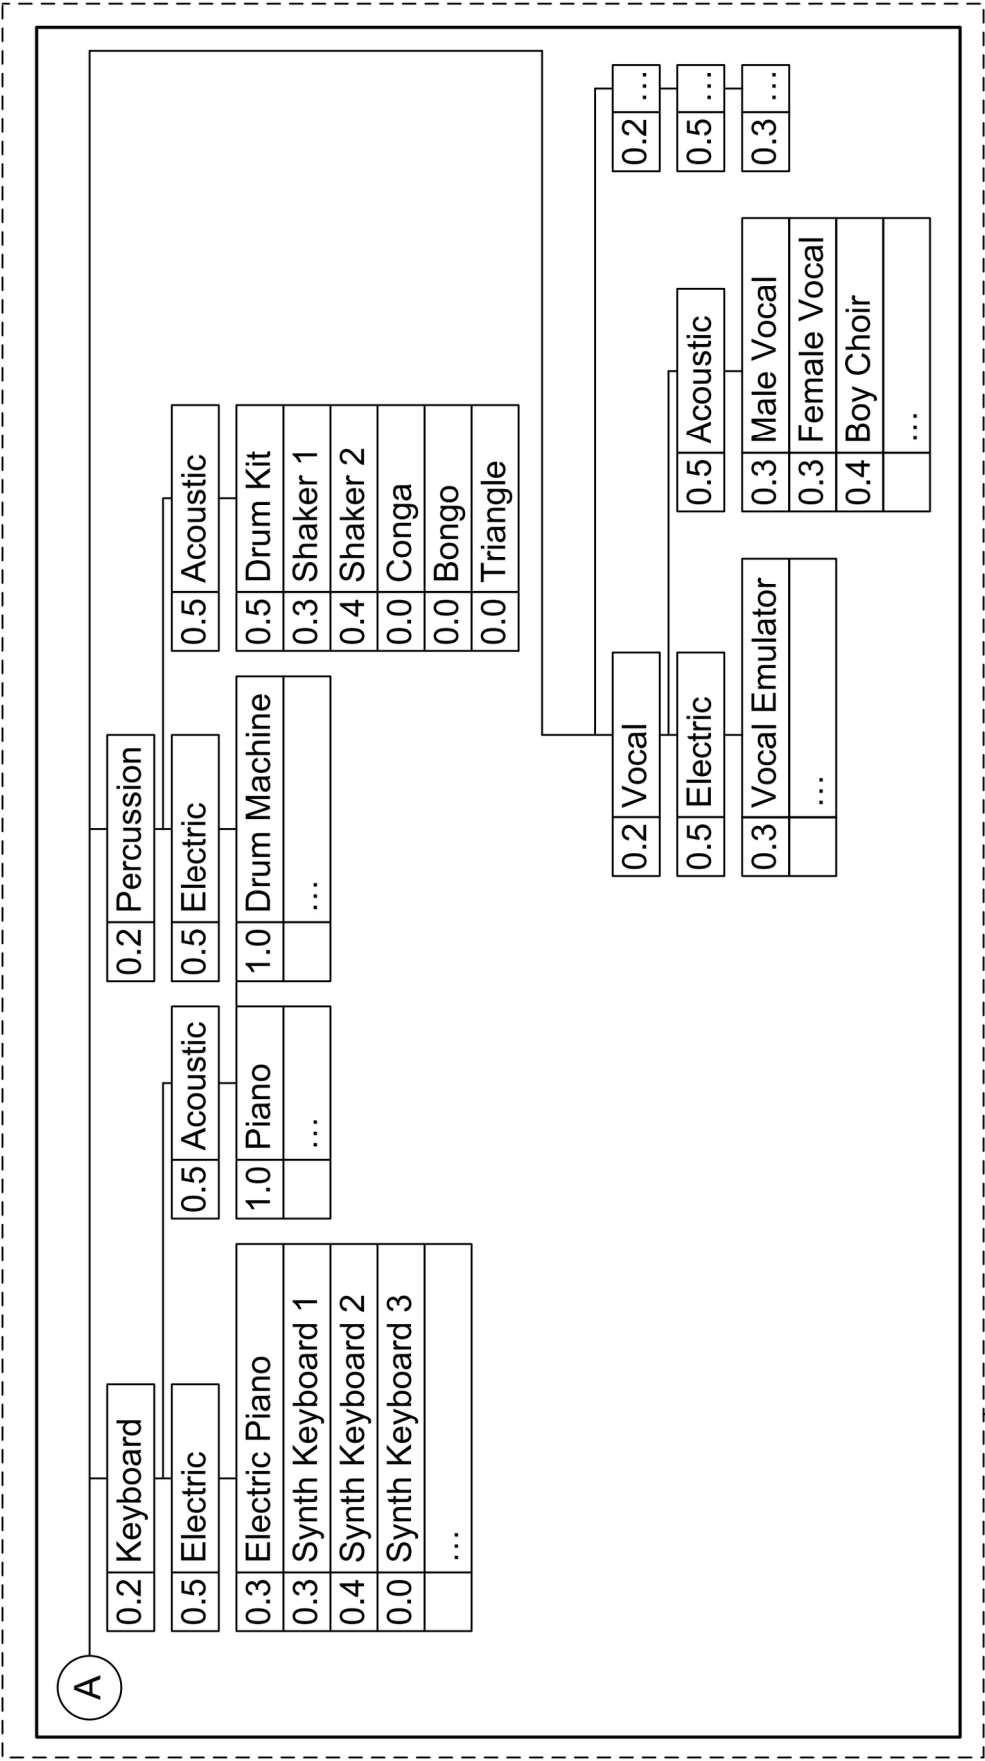 A
0.2 Keyboard
0.5 Electric
0.3 Electric Piano
0.3 Synth Keyboard 1
0.4 Synth Keyboard 2
0.0 Synth Keyboard 3
...
0.5 Acoustic
1.0 Piano
...
0.2 Percussion
0.5 Electric
1.0 Drum Machine
...
0.5 Acoustic
0.5 Drum Kit
0.3 Shaker 1
0.4 Shaker 2
0.0 Conga
0.0 Bongo
0.0 Triangle
0.2 Vocal
0.5 Electric
0.3 Vocal Emulator
...
0.5 Acoustic
0.3 Male Vocal
0.3 Female Vocal
0.4 Boy Choir
...
0.2 ...
0.5 ...
0.3 ...